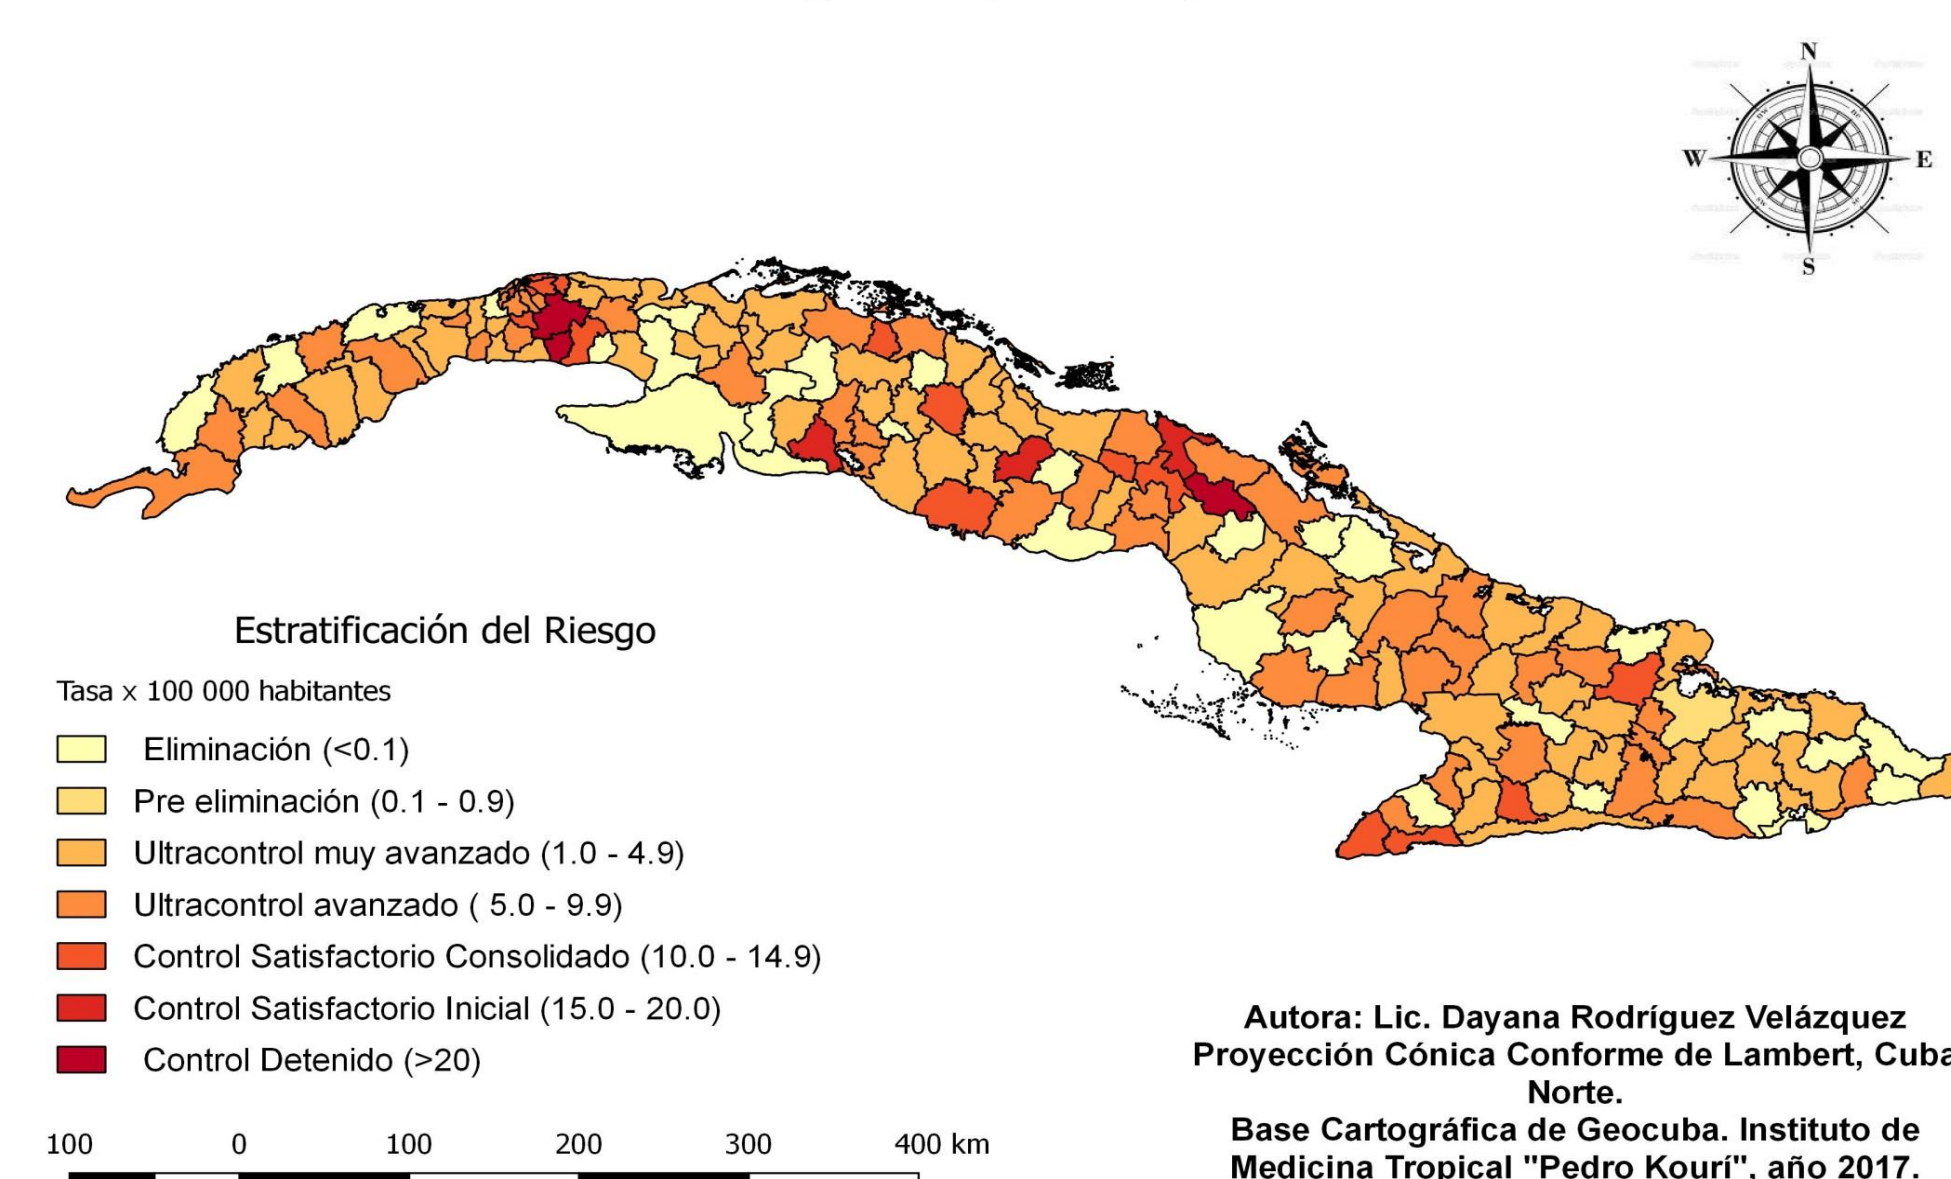 N
W
E
S
Estratificación del Riesgo
Tasa x 100 000 habitantes
Eliminación (<0.1)
Pre eliminación (0.1 - 0.9)
Ultracontrol muy avanzado (1.0 - 4.9)
Ultracontrol avanzado ( 5.0 - 9.9)
Control Satisfactorio Consolidado (10.0 - 14.9)
Control Satisfactorio Inicial (15.0 - 20.0)
Control Detenido (>20)
100 0 100 200 300 400 km
Autora: Lic. Dayana Rodríguez Velázquez
Proyección Cónica Conforme de Lambert, Cuba
Norte.
Base Cartográfica de Geocuba. Instituto de
Medicina Tropical "Pedro Kourí", año 2017.